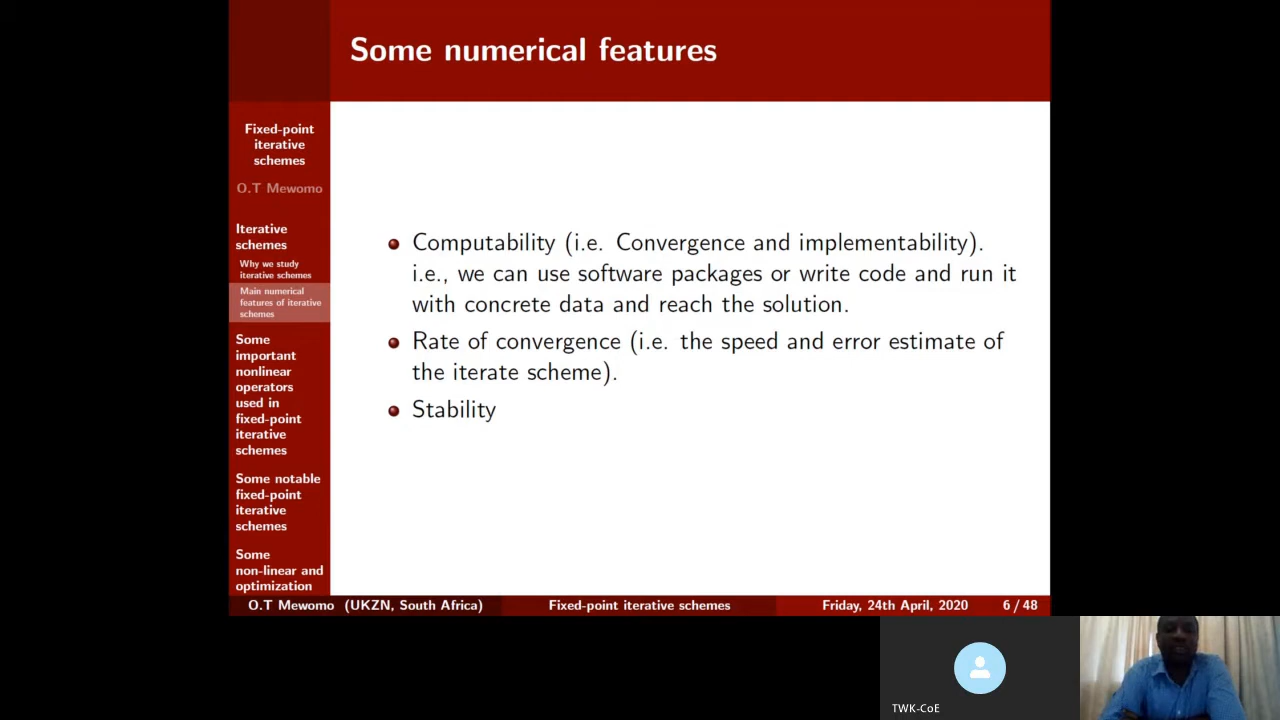 Some numerical features
Fixed-point
iterative
schemes
O.T Mewomo
Iterative
schemes
Why we study
iterative schemes
Main numerical
features of iterative
schemes
Some
important
nonlinear
operators
used in
fixed-point
iterative
schemes
Some notable
fixed-point
iterative
schemes
Some
non-linear and
optimization
Computability (i.e. Convergence and implementability).
i.e., we can use software packages or write code and run it
with concrete data and reach the solution.
Rate of convergence (i.e. the speed and error estimate of
the iterate scheme).
Stability
O.T Mewomo (UKZN, South Africa)
Fixed-point iterative schemes
Friday, 24th April, 2020
6 / 48
TWK-CoE